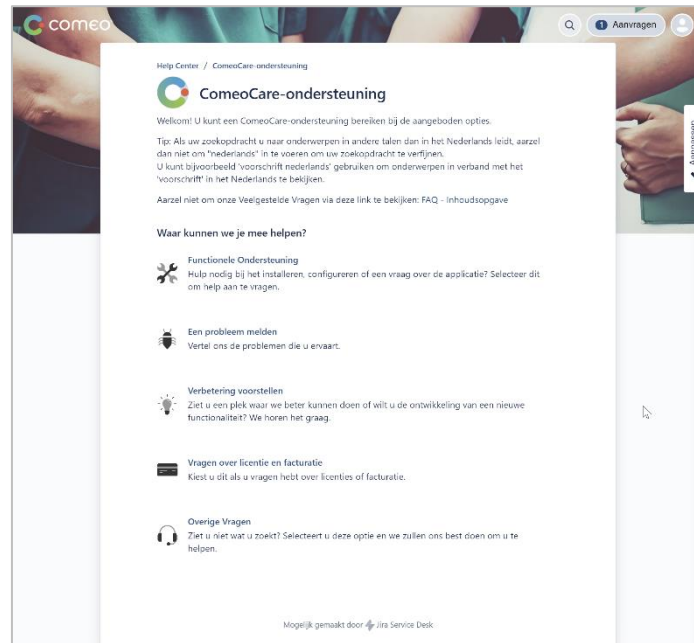 comeo
1 Aanvragen
Help Center / ComeoCare-ondersteuning
ComeoCare-ondersteuning
Welkom! U kunt een ComeoCare-ondersteuning bereiken bij de aangeboden opties.
Tip: Als uw zoekopdracht u naar onderwerpen in andere talen dan in het Nederlands leidt, aarzel
dan niet om "nederlands" in te voeren om uw zoekopdracht te verfijnen.
U kunt bijvoorbeeld 'voorschrift nederlands' gebruiken om onderwerpen in verband met het
'voorschrift' in het Nederlands te bekijken.
Aarzel niet om onze Veelgestelde Vragen via deze link te bekijken: FAQ - Inhoudsopgave
Waar kunnen we je mee helpen?
Functionele Ondersteuning
Hulp nodig bij het installeren, configureren of een vraag over de applicatie? Selecteer dit
om help aan te vragen.
Een probleem melden
Vertel ons de problemen die u ervaart.
Verbetering voorstellen
Ziet u een plek waar we beter kunnen doen of wilt u de ontwikkeling van een nieuwe
functionaliteit? We horen het graag.
Vragen over licentie en facturatie
Kiest u dit als u vragen hebt over licenties of facturatie.
Overige Vragen
Ziet u niet wat u zoekt? Selecteert u deze optie en we zullen ons best doen om u te
helpen.
Mogelijk gemaakt door Jira Service Desk
Aanpassen